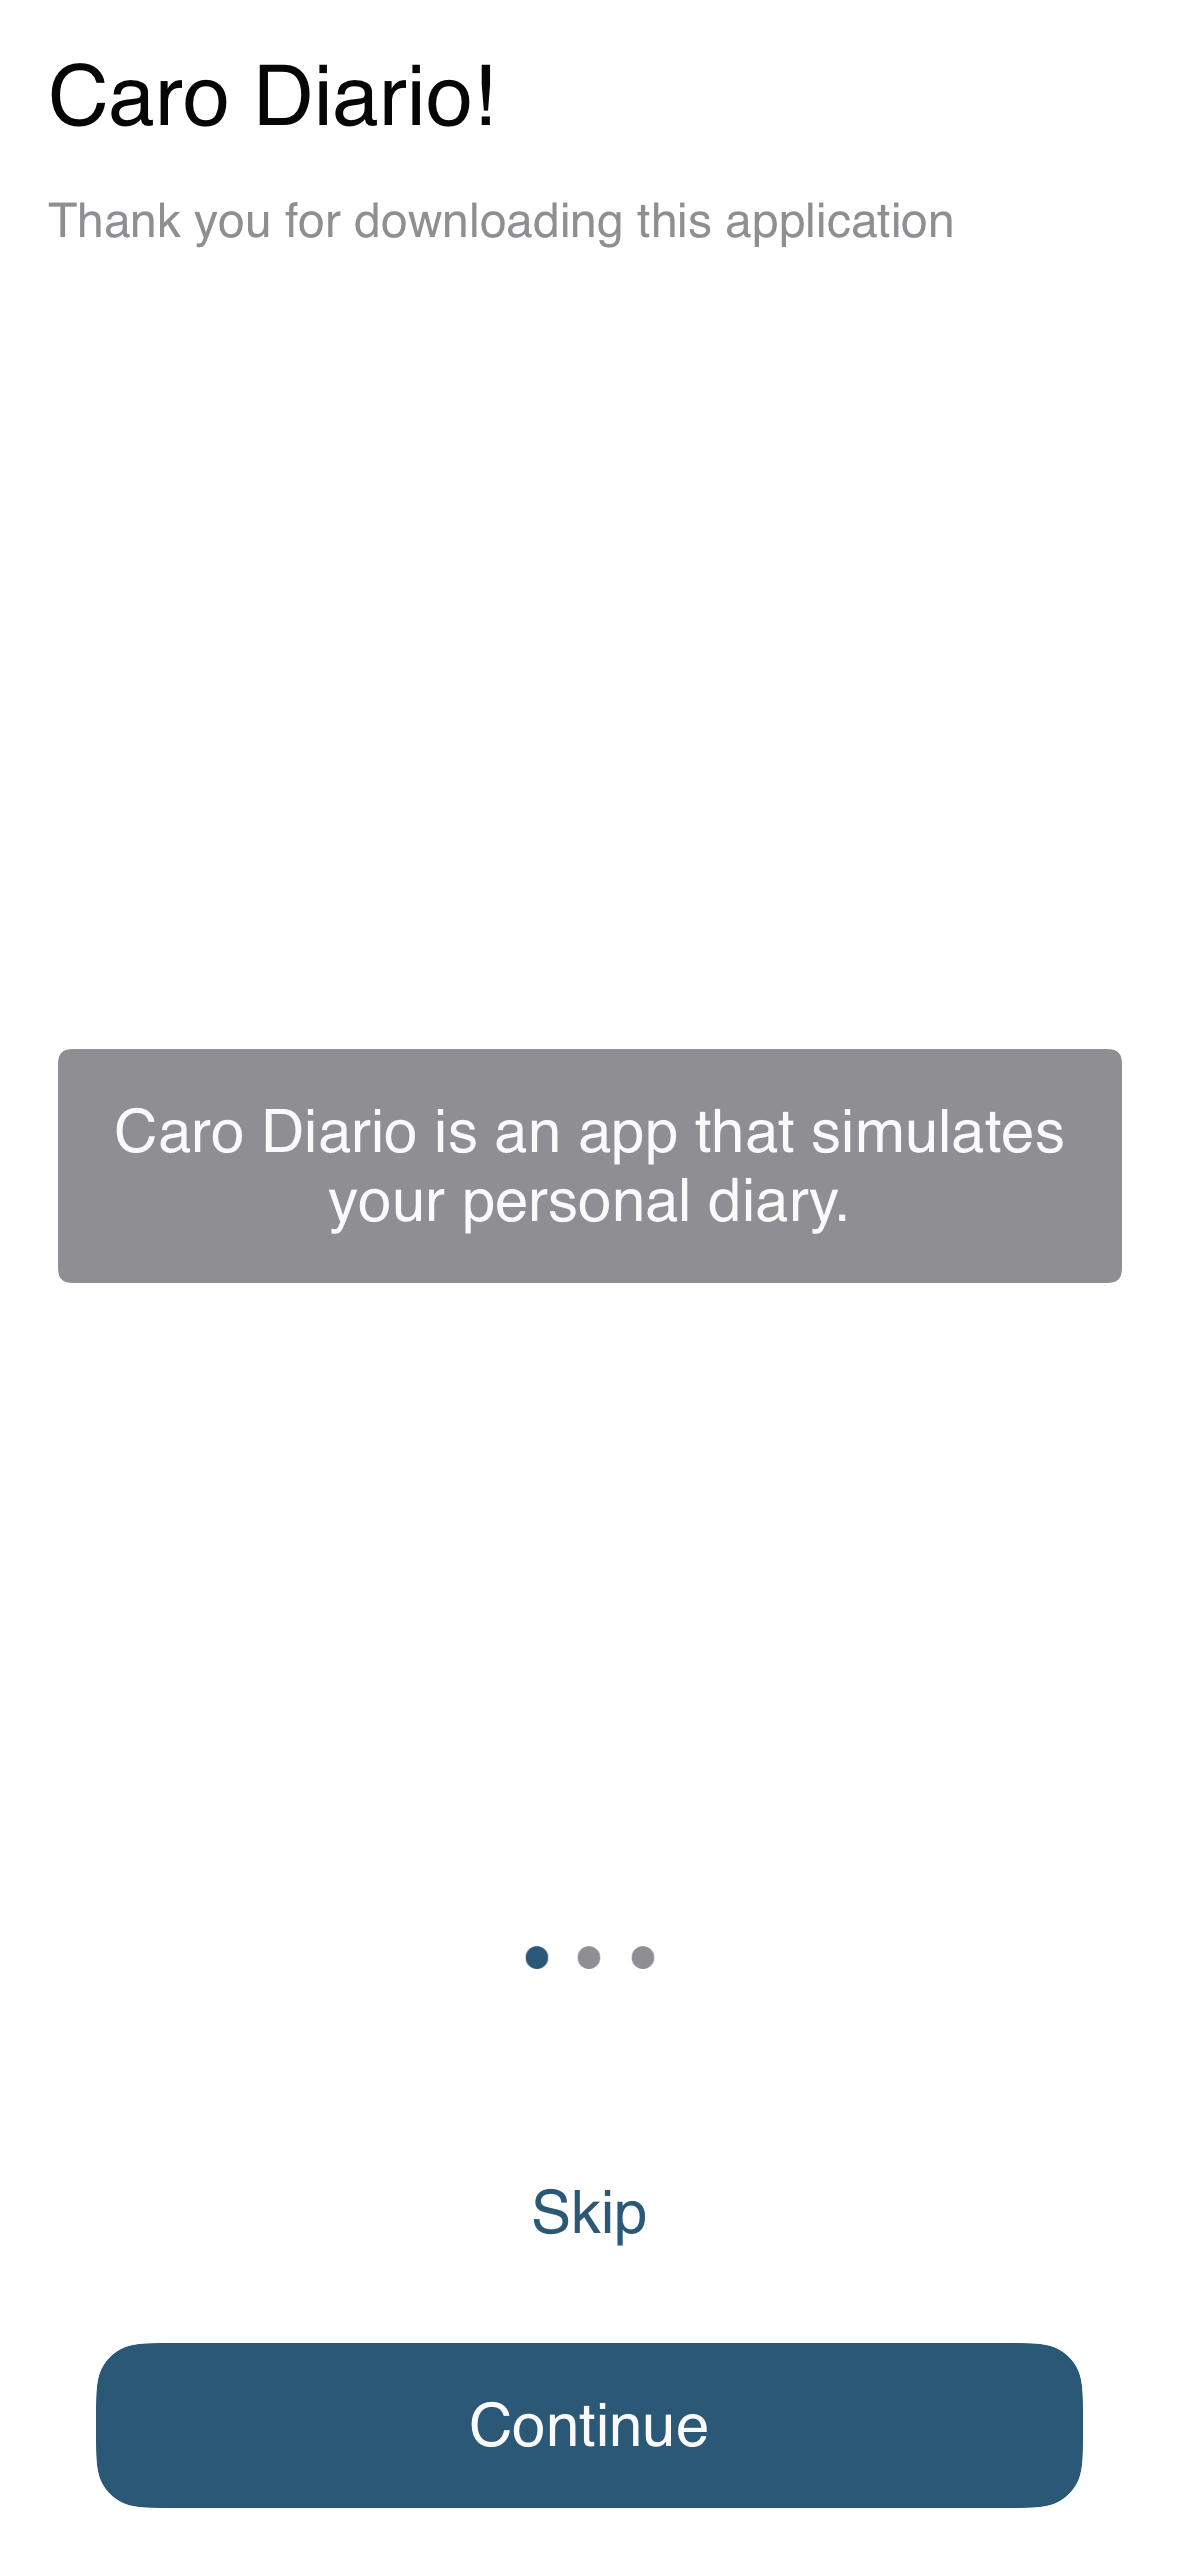 Caro Diario!
Thank you for downloading this application
Caro Diario is an app that simulates
your personal diary.
Skip
Continue